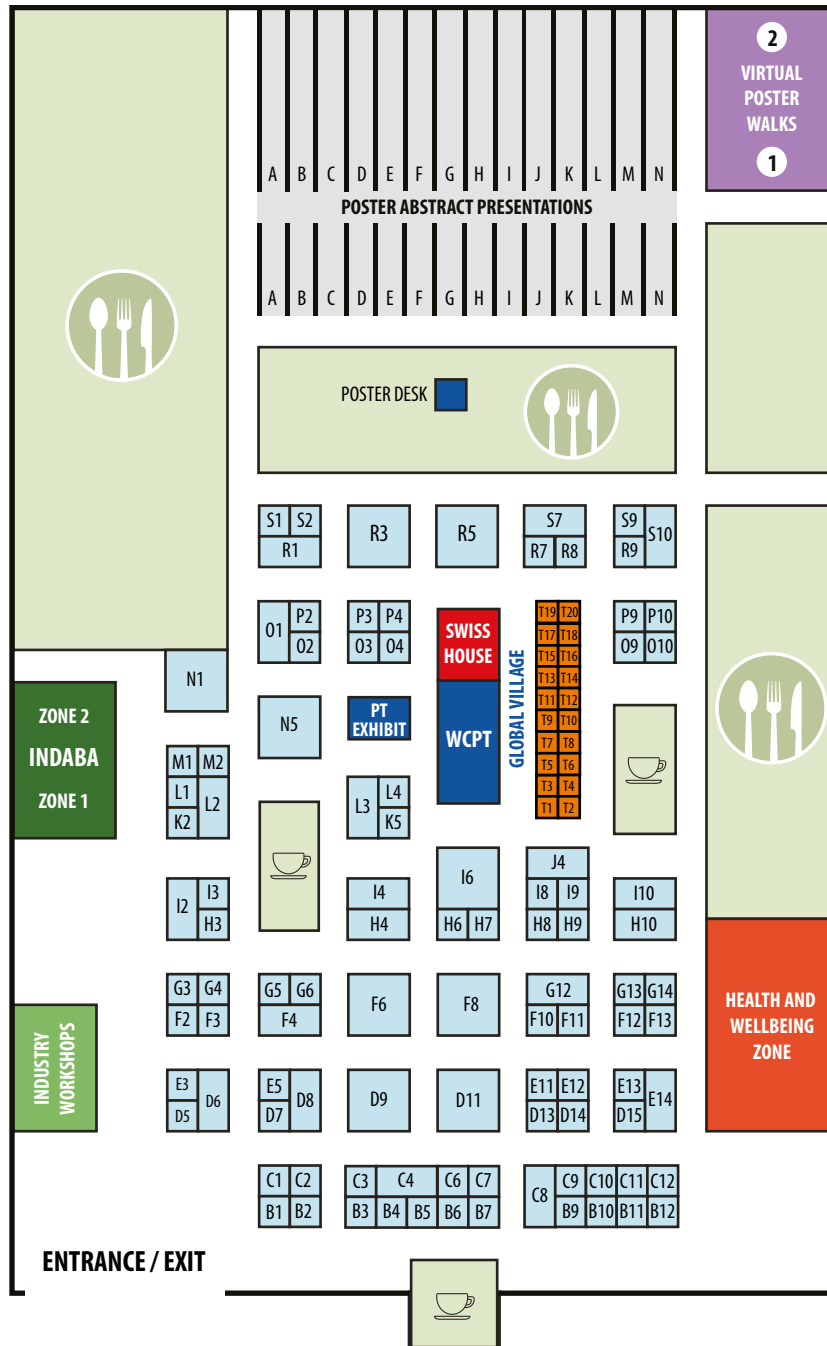 2
VIRTUAL
POSTER
WALKS
1
A B C D E F G H I J K L M N
POSTER ABSTRACT PRESENTATIONS
A B C D E F G H I J K L M N
POSTER DESK
S1 S2 R3 R5 S7 S9 S10
R1 R7 R8 R9
O1 P2 P3 P4 P9 P10
O2 O3 O4 O9 O10
SWISS
HOUSE
GLOBAL VILLAGE
T19 T20
T17 T18
T15 T16
T13 T14
T11 T12
T9 T10
T7 T8
T5 T6
T3 T4
T1 T2
N1
ZONE 2
INDABA
ZONE 1
N5
PT
EXHIBIT
WCPT
M1 M2
L1 L2 L3 L4
K2 K5
J4
I2 I3 I4 I6 I8 I9 I10
H3 H4 H6 H7 H8 H9 H10
G3 G4 G5 G6 F6 F8 G12 G13 G14
F2 F3 F4 F10 F11 F12 F13
HEALTH AND
WELLBEING
ZONE
INDUSTRY
WORKSHOPS
E3 D6 E5 D8 D9 D11 E11 E12 E13 E14
D5 D7 D13 D14 D15
C1 C2 C3 C4 C6 C7 C8 C9 C10 C11 C12
B1 B2 B3 B4 B5 B6 B7 B9 B10 B11 B12
ENTRANCE / EXIT